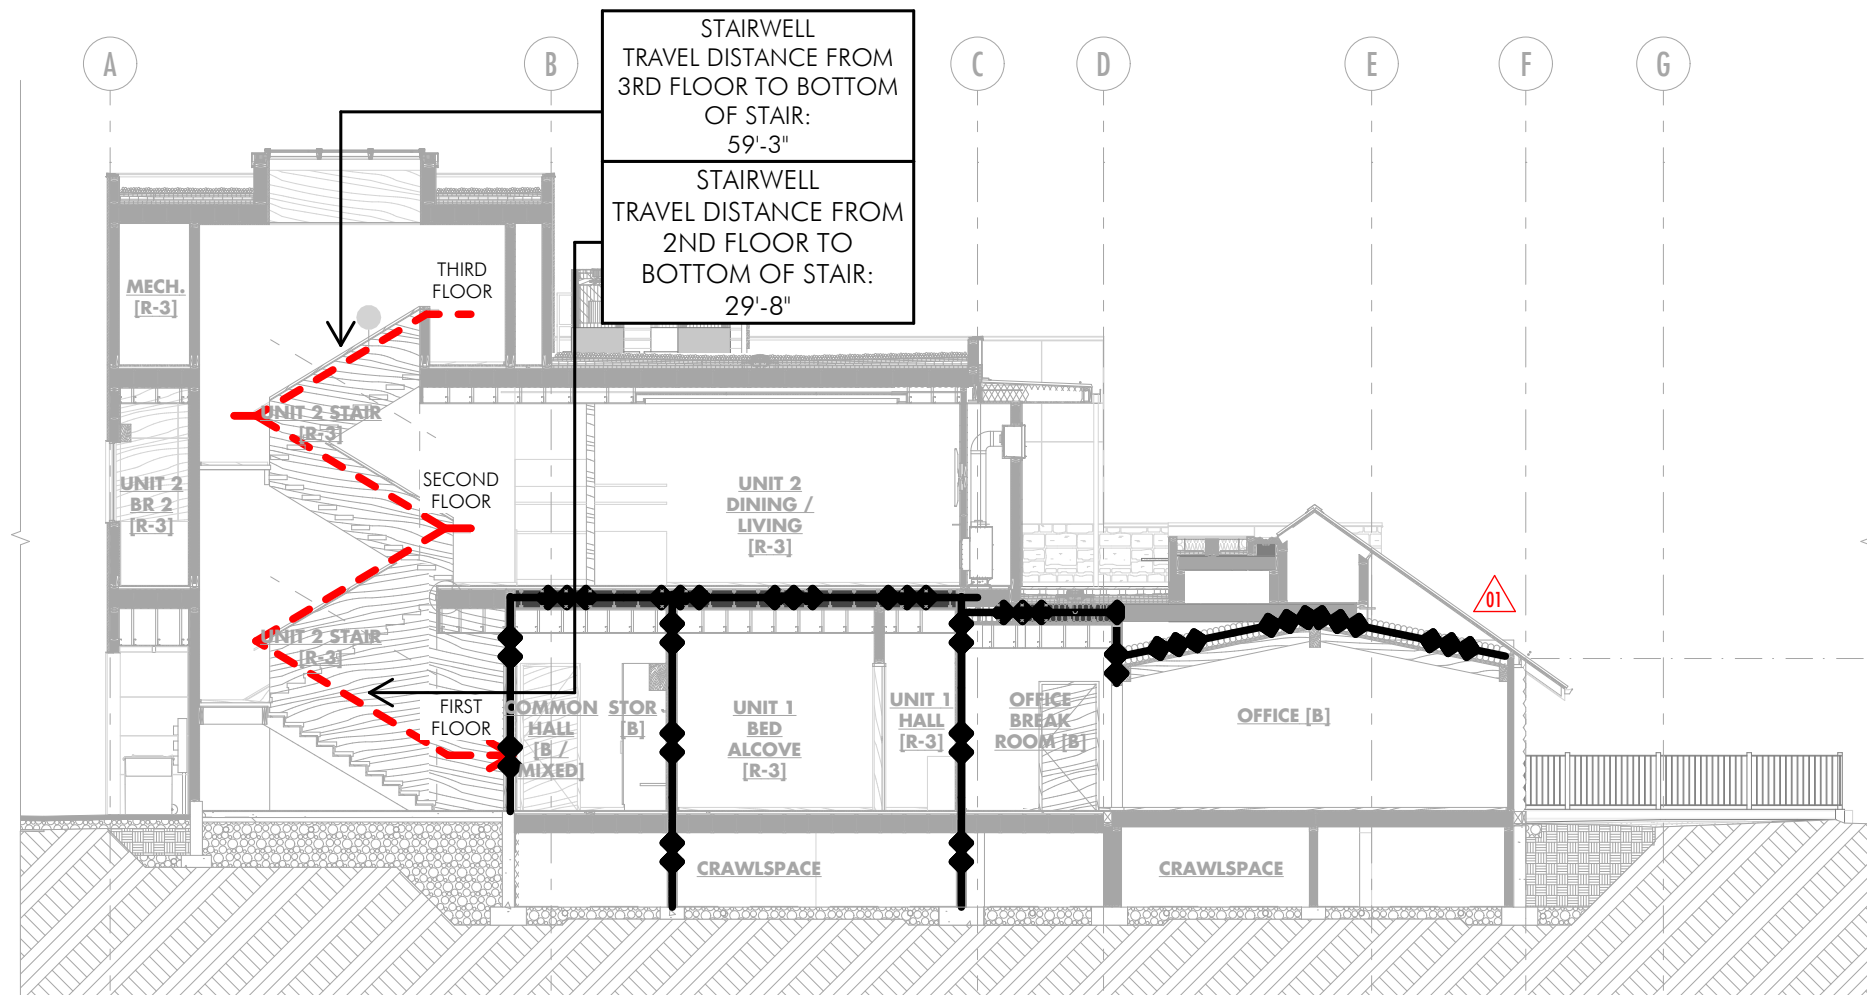 A
B
C
D
E
F
G
STAIRWELL
TRAVEL DISTANCE FROM
3RD FLOOR TO BOTTOM
OF STAIR:
59'-3"
STAIRWELL
TRAVEL DISTANCE FROM
2ND FLOOR TO
BOTTOM OF STAIR:
29'-8"
MECH.
[R-3]
THIRD
FLOOR
UNIT 2 STAIR
[R-3]
UNIT 2
BR 2
[R-3]
SECOND
FLOOR
UNIT 2
DINING /
LIVING
[R-3]
01
UNIT 2 STAIR
[R-3]
FIRST
FLOOR
COMMON
HALL
[B /
MIXED]
STOR.
[B]
UNIT 1
BED
ALCOVE
[R-3]
UNIT 1
HALL
[R-3]
OFFICE
BREAK
ROOM [B]
OFFICE [B]
CRAWLSPACE
CRAWLSPACE